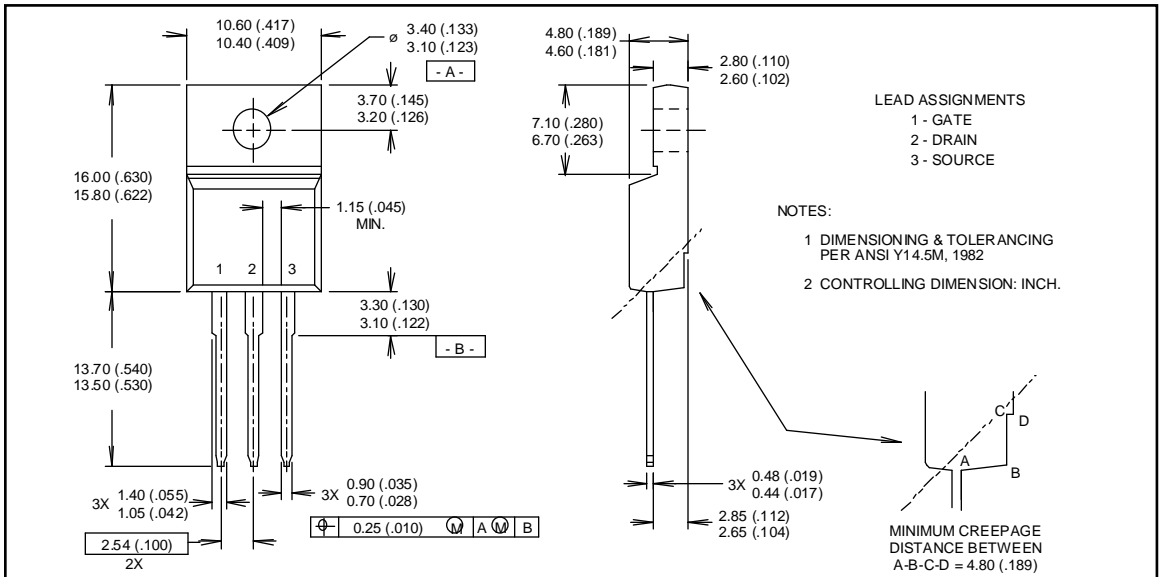 10.60 (.417)
10.40 (.409)
ø 3.40 (.133)
3.10 (.123)
- A -
3.70 (.145)
3.20 (.126)
16.00 (.630)
15.80 (.622)
1.15 (.045)
MIN.
1 2 3
3.30 (.130)
3.10 (.122)
- B -
13.70 (.540)
13.50 (.530)
3X 1.40 (.055)
1.05 (.042)
3X 0.90 (.035)
0.70 (.028)
0.25 (.010) M A M B
2.54 (.100)
2X
4.80 (.189)
4.60 (.181)
2.80 (.110)
2.60 (.102)
7.10 (.280)
6.70 (.263)
LEAD ASSIGNMENTS
1 - GATE
2 - DRAIN
3 - SOURCE
NOTES:
1 DIMENSIONING & TOLERANCING
PER ANSI Y14.5M, 1982
2 CONTROLLING DIMENSION: INCH.
3X 0.48 (.019)
0.44 (.017)
2.85 (.112)
2.65 (.104)
C
D
A
B
MINIMUM CREEPAGE
DISTANCE BETWEEN
A-B-C-D = 4.80 (.189)